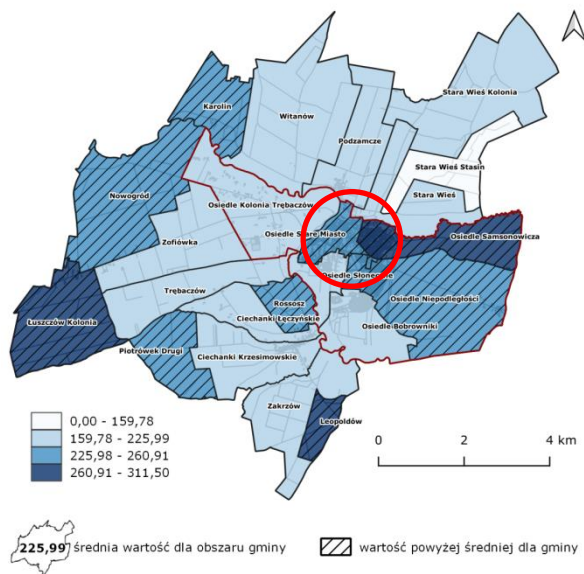 Karolin
Witanów
Stara Wieś Kolonia
Podzamcze
Stara Wieś Stasin
Nowogród
Stara Wieś
Osiedle Kolonia Trębaczów
Osiedle Stare Miasto
Osiedle Samsonowicza
Zofiówka
Osiedle Słoneczne
Trębaczów
Osiedle Niepodległości
Rossosz
Łuszczów Kolonia
Ciechanki Łęczyńskie
Osiedle Bobrowniki
Piotrówek Drugi
Ciechanki Krzesimowskie
Zakrzów
Leopoldów
0,00 - 159,78
159,78 - 225,99
225,98 - 260,91
260,91 - 311,50
0 2 4 km
225,99 średnia wartość dla obszaru gminy
wartość powyżej średniej dla gminy